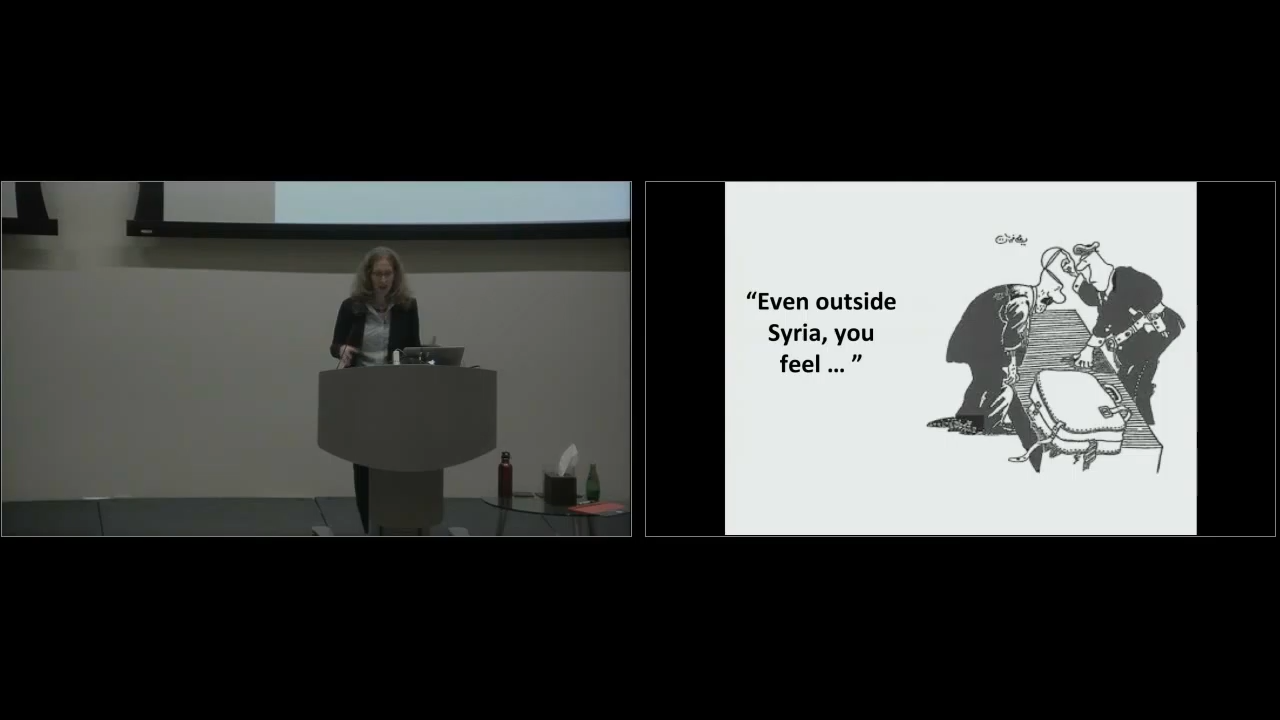 “Even outside
Syria, you
feel ... ”